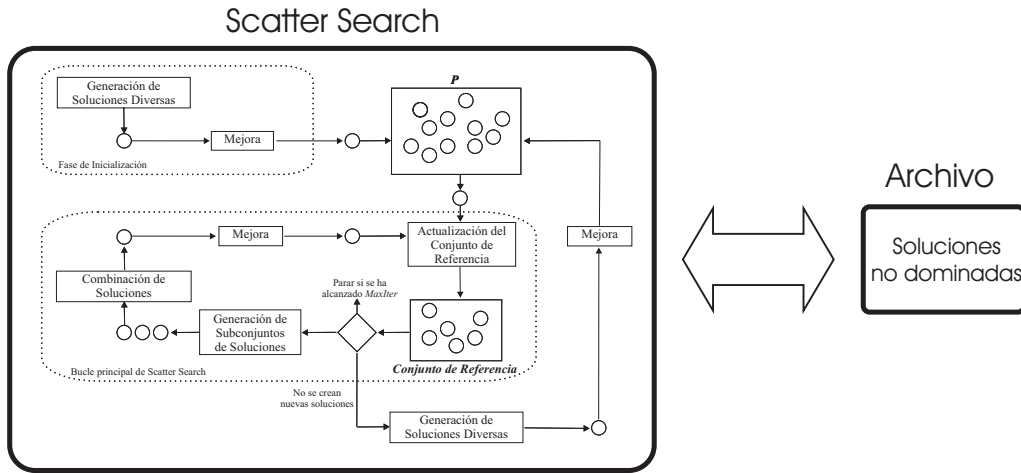 Scatter Search
Generación de
Soluciones Diversas
Mejora
Fase de Inicialización
P
Archivo
Soluciones
no dominadas
Mejora
Actualización del
Conjunto de
Referencia
Mejora
Combinación de
Soluciones
Parar si se ha
alcanzado MaxIter
Generación de
Subconjuntos
de Soluciones
Conjunto de Referencia
Bucle principal de Scatter Search
No se crean
nuevas soluciones
Generación de
Soluciones Diversas